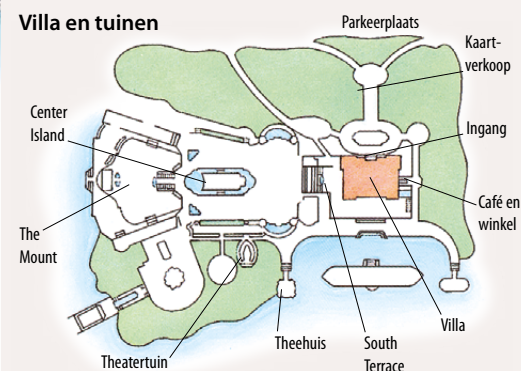 Villa en tuinen
Parkeerplaats
Kaart-
verkoop
Center
Island
Ingang
Café en
winkel
The
Mount
Theatertuin
Theehuis
South
Terrace
Villa